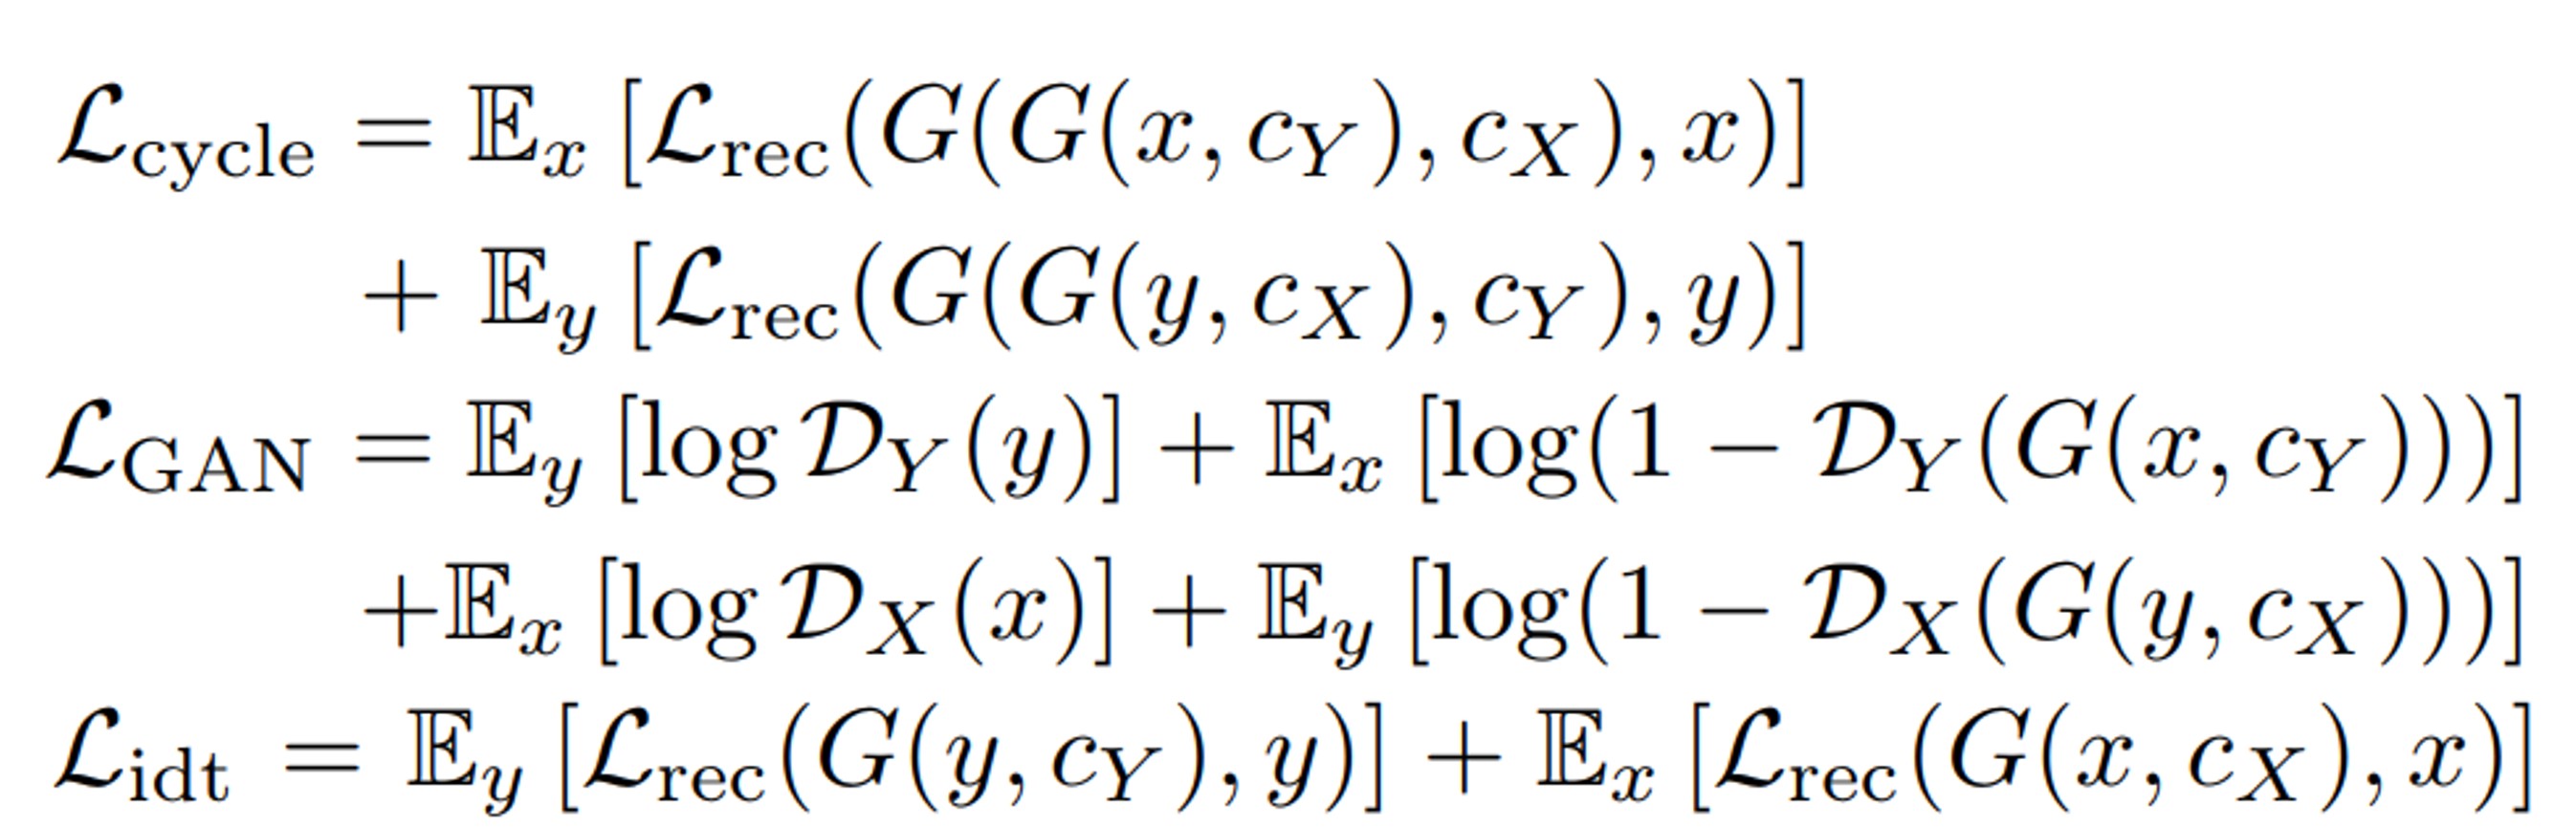 ℒ_cycle = 𝔼_x [ℒ_rec(G(G(x, c_Y), c_X), x)]
+ 𝔼_y [ℒ_rec(G(G(y, c_X), c_Y), y)]
ℒ_GAN = 𝔼_y [log 𝒟_Y(y)] + 𝔼_x [log(1 − 𝒟_Y(G(x, c_Y)))]
+𝔼_x [log 𝒟_X(x)] + 𝔼_y [log(1 − 𝒟_X(G(y, c_X)))]
ℒ_idt = 𝔼_y [ℒ_rec(G(y, c_Y), y)] + 𝔼_x [ℒ_rec(G(x, c_X), x)]